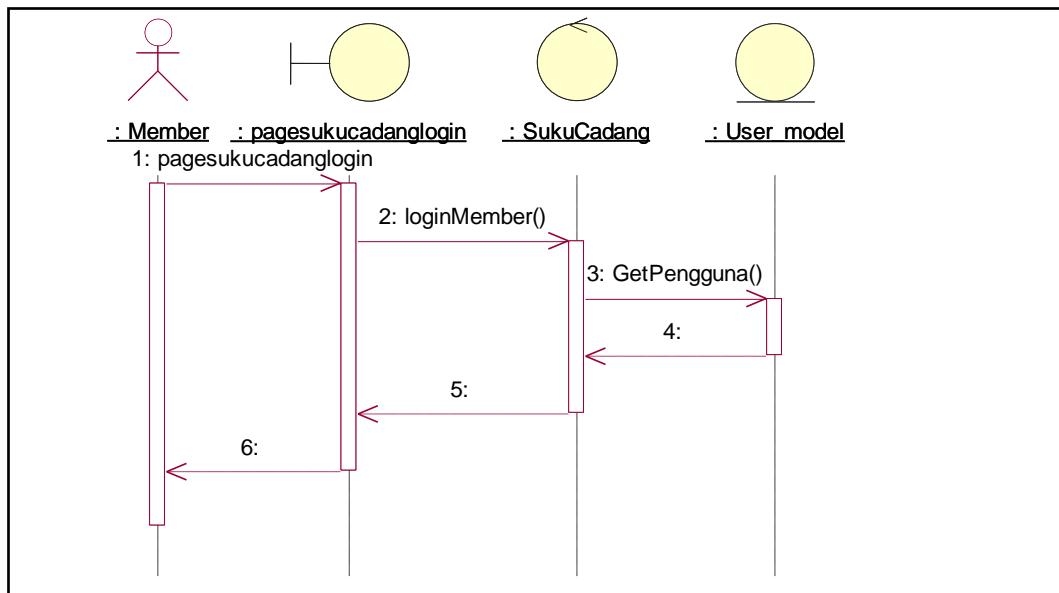 : Member
: pagesukucadanglogin
: SukuCadang
: User_model
1: pagesukucadanglogin
2: loginMember()
3: GetPengguna()
4:
5:
6: